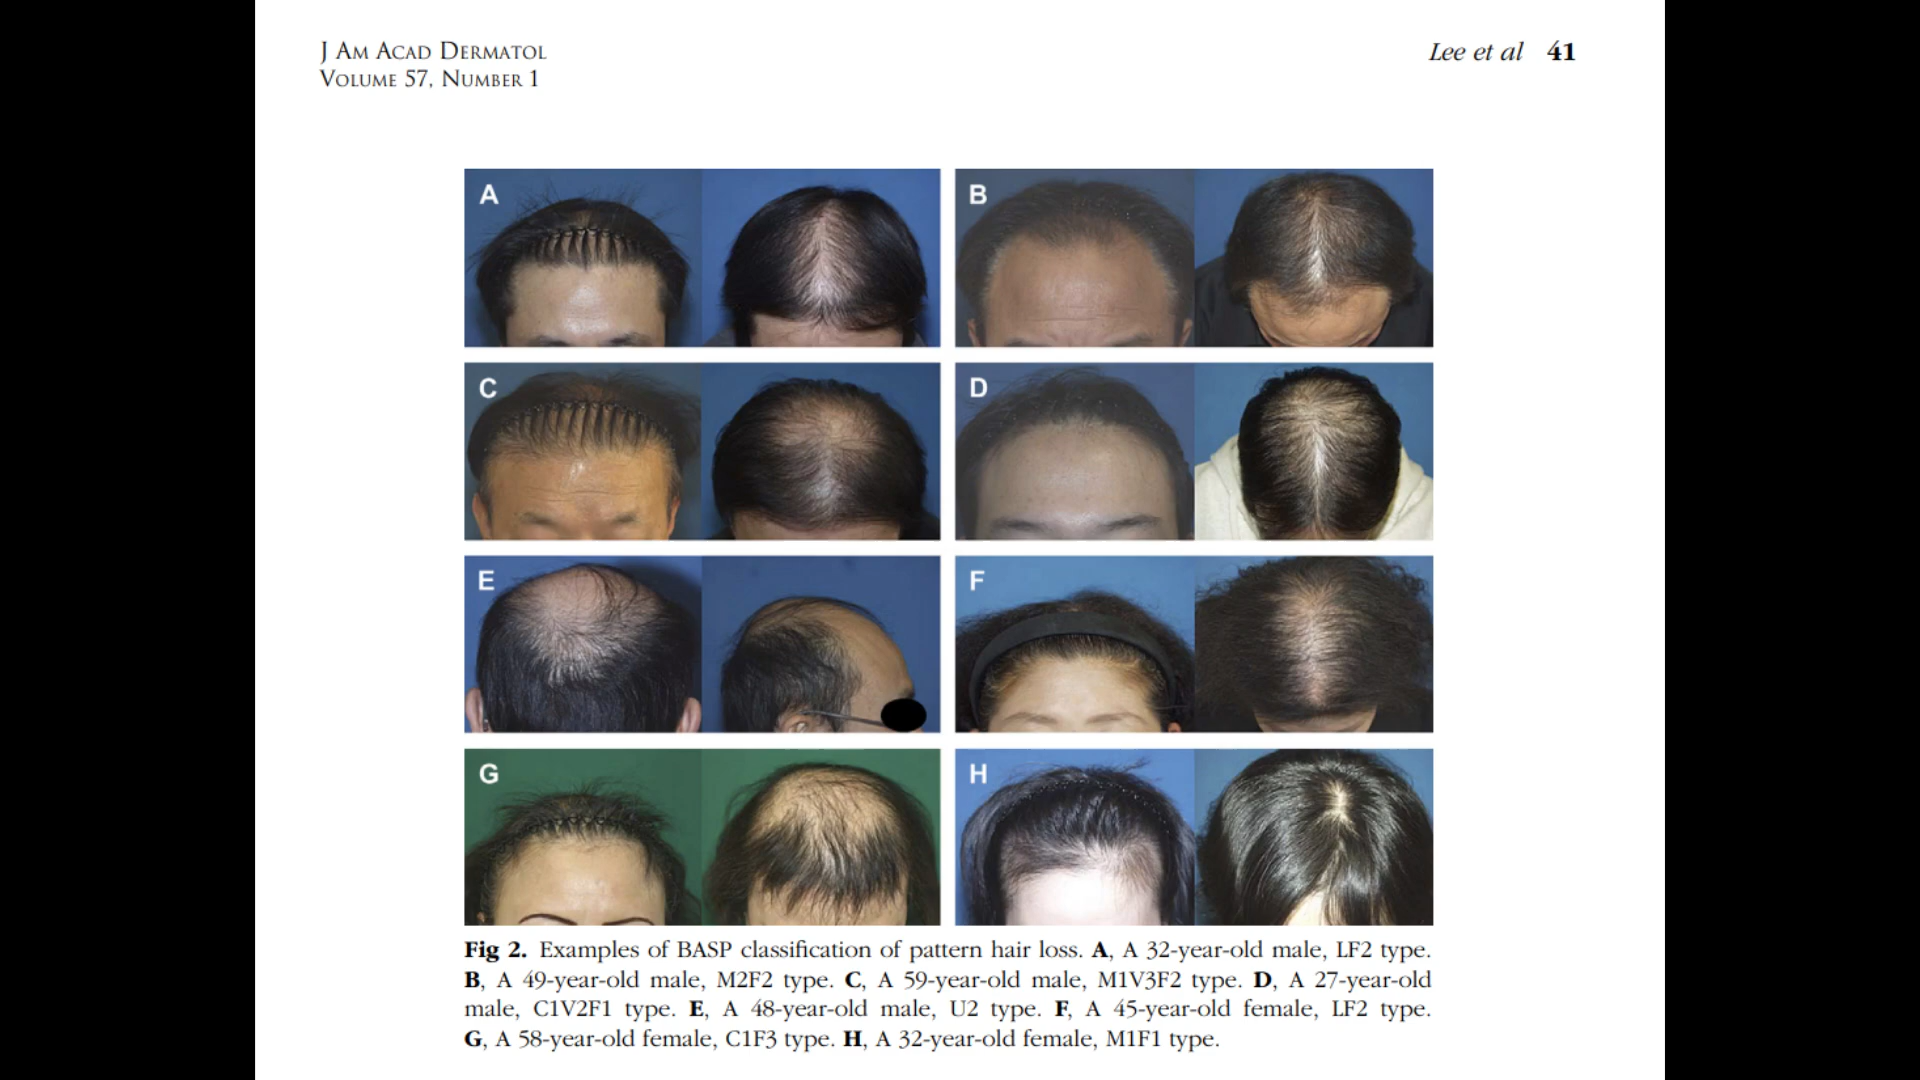 J Am Acad Dermatol
Volume 57, Number 1
Lee et al 41
A
B
C
D
E
F
G
H
Fig 2. Examples of BASP classification of pattern hair loss. A, A 32-year-old male, LF2 type.
B, A 49-year-old male, M2F2 type. C, A 59-year-old male, M1V3F2 type. D, A 27-year-old
male, C1V2F1 type. E, A 48-year-old male, U2 type. F, A 45-year-old female, LF2 type.
G, A 58-year-old female, C1F3 type. H, A 32-year-old female, M1F1 type.